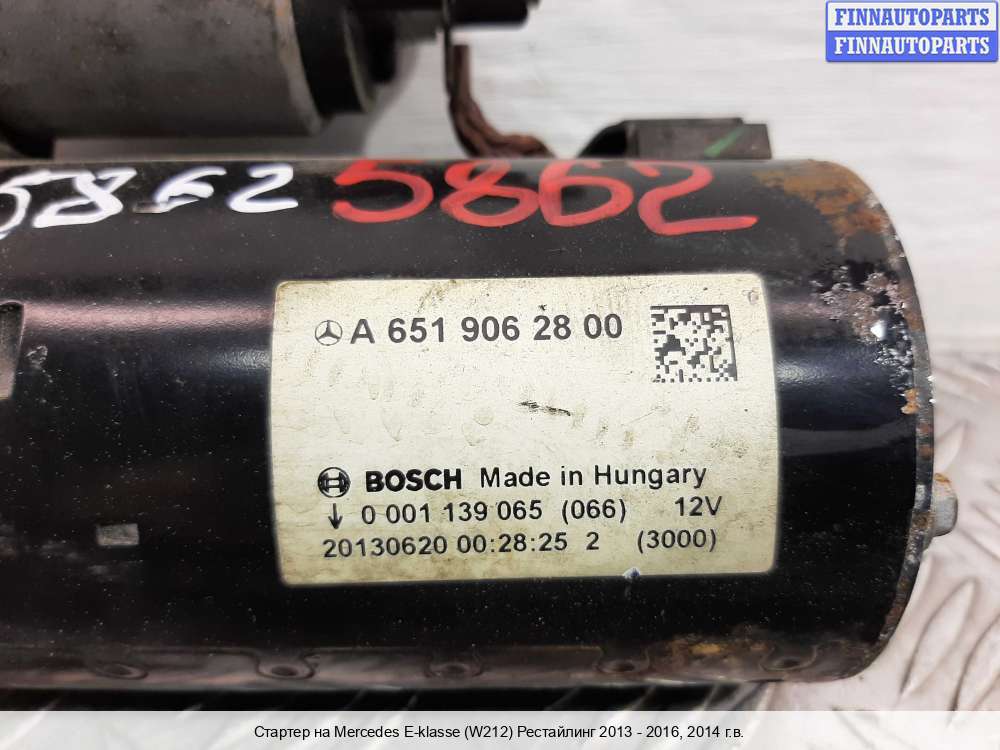 FINNAUTOPARTS
FINNAUTOPARTS
5862 5862
A 651 906 28 00
BOSCH Made in Hungary
↓ 0 001 139 065 (066) 12V
20130620 00:28:25 2 (3000)
Стартер на Mercedes E-klasse (W212) Рестайлинг 2013 - 2016, 2014 г.в.